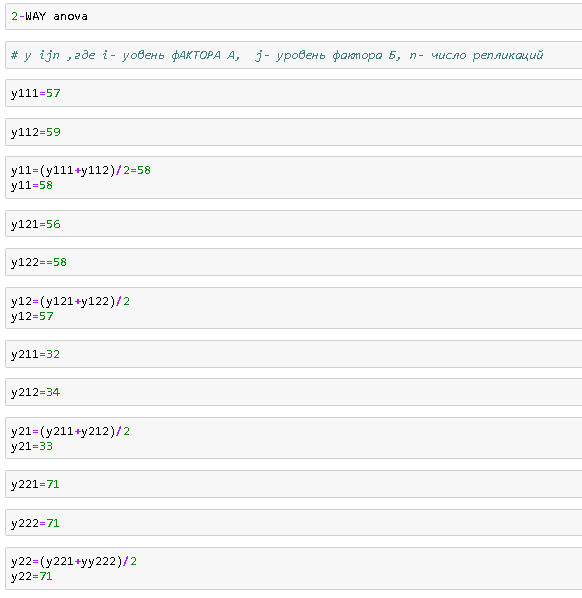 2-WAY anova
# y ijn ,где i- уовень фАКТОРА А, j- уровень фактора Б, n- число репликаций
y111=57
y112=59
y11=(y111+y112)/2=58
y11=58
y121=56
y122==58
y12=(y121+y122)/2
y12=57
y211=32
y212=34
y21=(y211+y212)/2
y21=33
y221=71
y222=71
y22=(y221+yy222)/2
y22=71